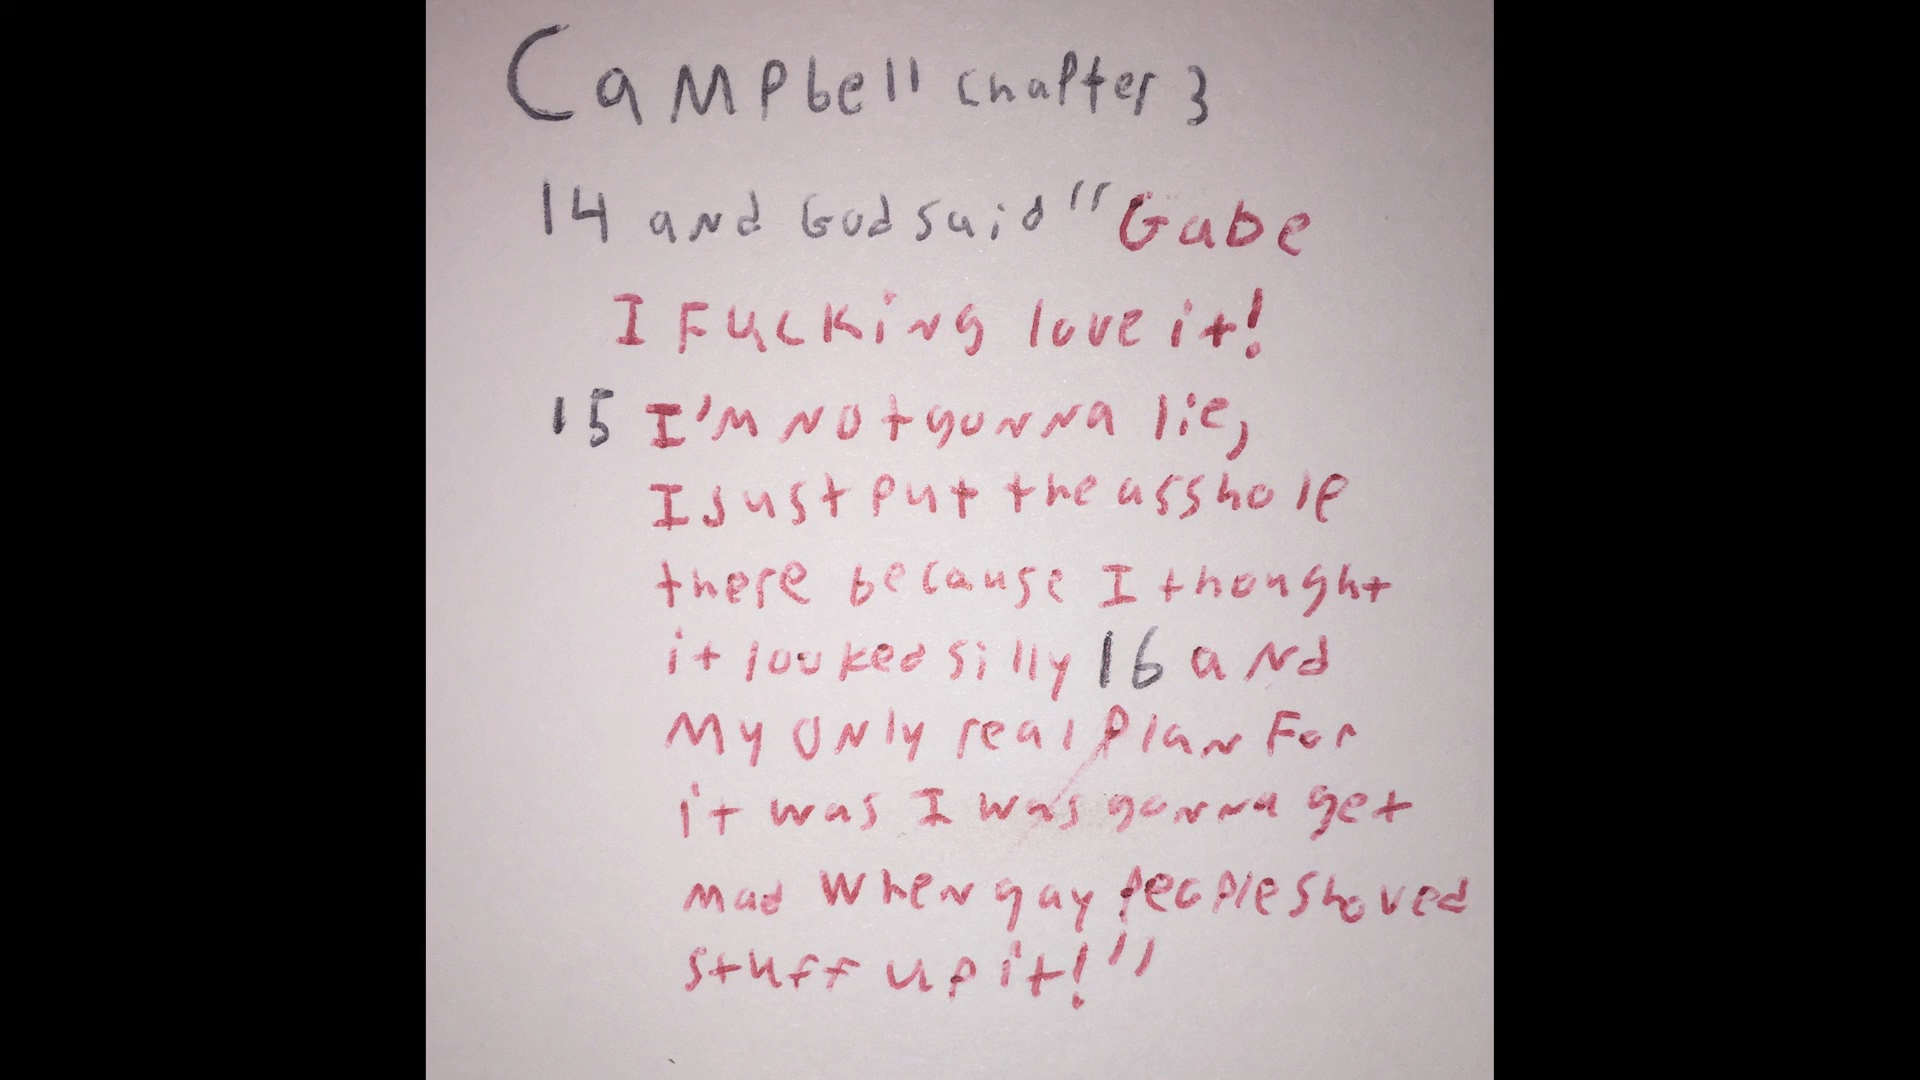 Campbell chapter 3
14 and God said "Gabe
I Fucking love it!
15 I'm not gonna lie,
I just put the asshole
there because I thought
it looked silly 16 and
My only real plan For
it was I was gonna get
mad when gay people shoved
stuff up it!"